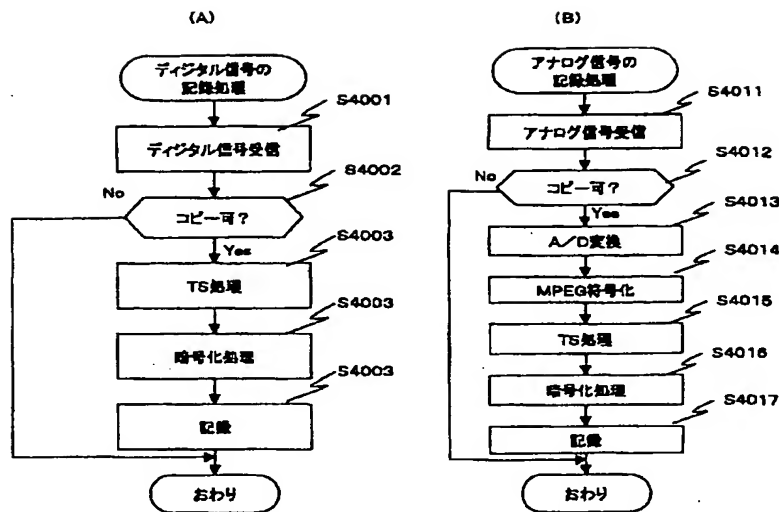 (A)
ディジタル信号の
記録処理
S4001
ディジタル信号受信
S4002
No
コピー可?
Yes
S4003
TS処理
S4003
暗号化処理
S4003
記録
おわり
(B)
アナログ信号の
記録処理
S4011
アナログ信号受信
S4012
No
コピー可?
Yes
S4013
A/D変換
S4014
MPEG符号化
S4015
TS処理
S4016
暗号化処理
S4017
記録
おわり